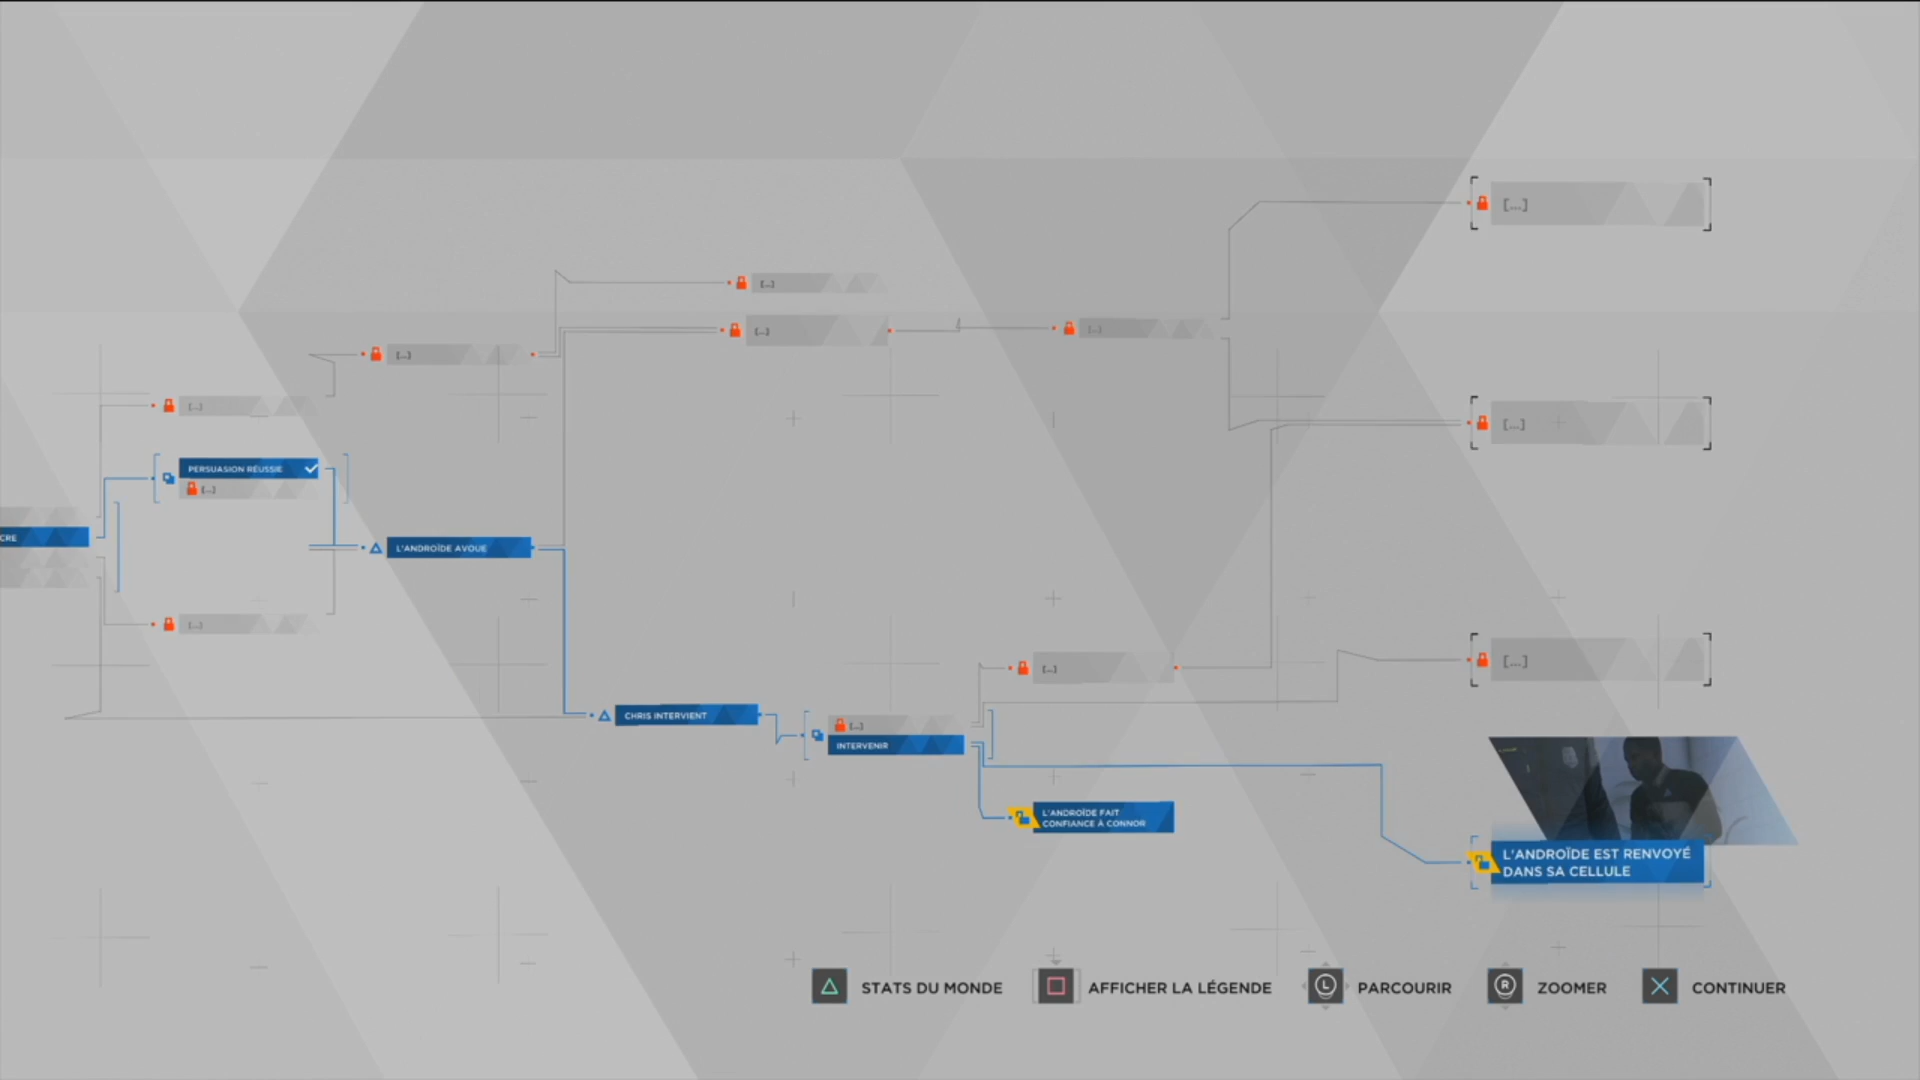 [...]
[...]
[...]
[...]
[...]
[...]
[...]
PERSUASION RÉUSSIE
[...]
CRE
L'ANDROÏDE AVOUE
[...]
[...]
[...]
CHRIS INTERVIENT
[...]
INTERVENIR
L'ANDROÏDE FAIT
CONFIANCE À CONNOR
L'ANDROÏDE EST RENVOYÉ
DANS SA CELLULE
STATS DU MONDE
AFFICHER LA LÉGENDE
L PARCOURIR
R ZOOMER
CONTINUER